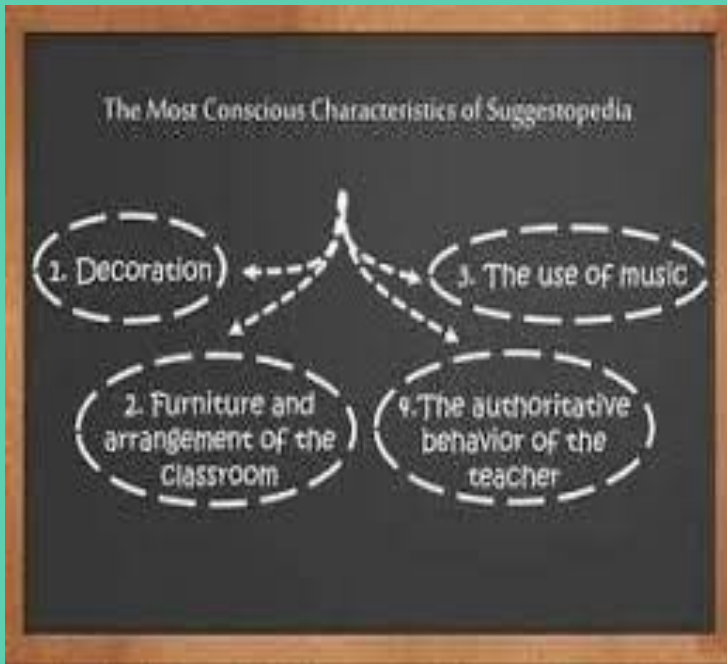 The Most Conscious Characteristics of Suggestopedia
1. Decoration
3. The use of music
2. Furniture and
arrangement of the
classroom
4.The authoritative
behavior of the
teacher